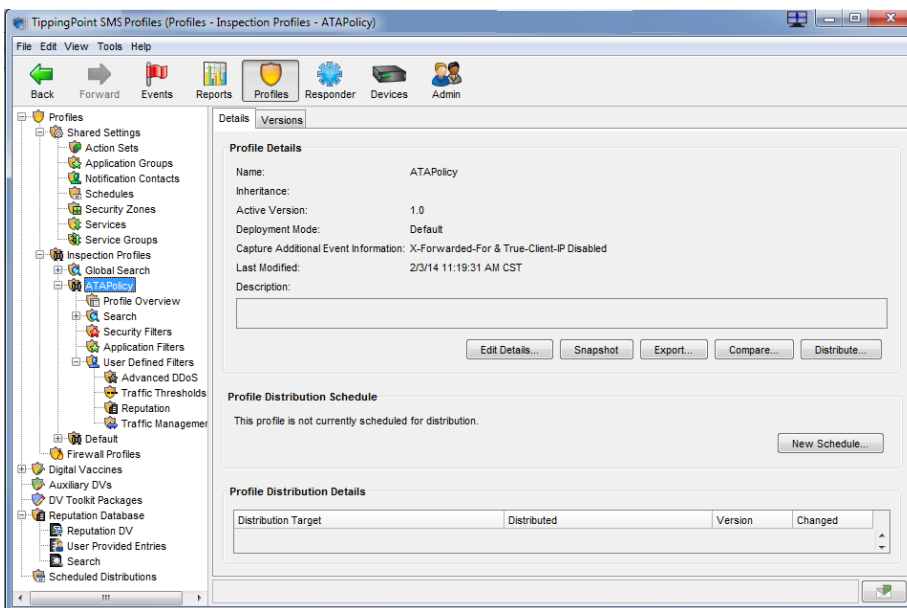 TippingPoint SMS Profiles (Profiles - Inspection Profiles - ATAPolicy)
File Edit View Tools Help
Back Forward Events Reports Profiles Responder Devices Admin
Profiles
Shared Settings
Action Sets
Application Groups
Notification Contacts
Schedules
Security Zones
Services
Service Groups
Inspection Profiles
Global Search
ATAPolicy
Profile Overview
Search
Security Filters
Application Filters
User Defined Filters
Advanced DDoS
Traffic Thresholds
Reputation
Traffic Managemer
Default
Firewall Profiles
Digital Vaccines
Auxiliary DVs
DV Toolkit Packages
Reputation Database
Reputation DV
User Provided Entries
Search
Scheduled Distributions
Details Versions
Profile Details
Name: ATAPolicy
Inheritance:
Active Version: 1.0
Deployment Mode: Default
Capture Additional Event Information: X-Forwarded-For & True-Client-IP Disabled
Last Modified: 2/3/14 11:19:31 AM CST
Description:
Edit Details... Snapshot Export... Compare... Distribute...
Profile Distribution Schedule
This profile is not currently scheduled for distribution.
New Schedule...
Profile Distribution Details
Distribution Target Distributed Version Changed